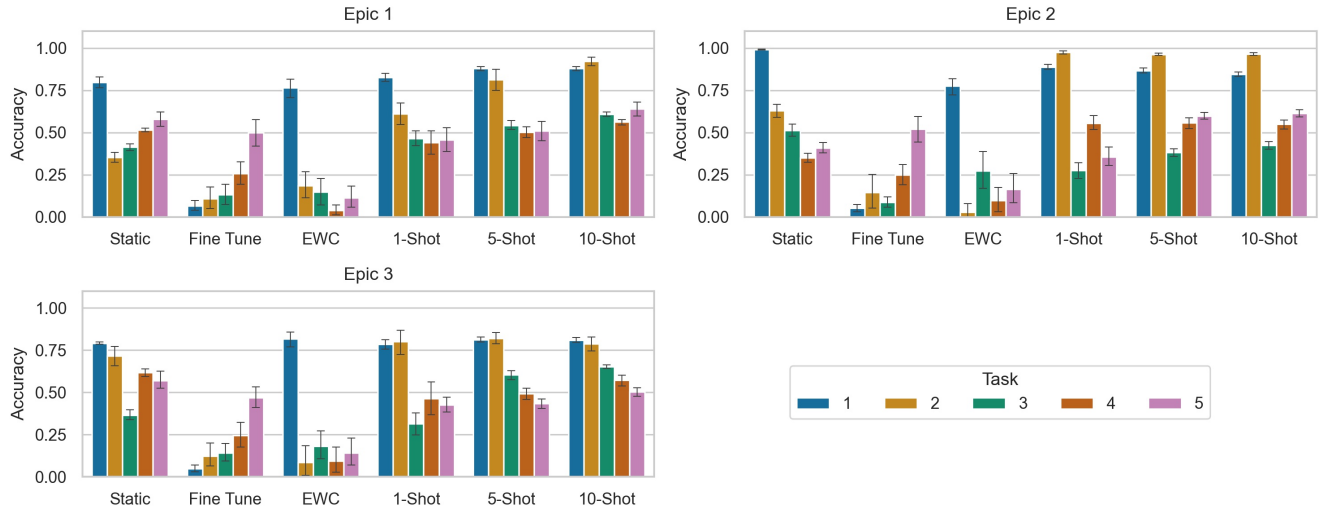 Epic 1
Accuracy
1.00
0.75
0.50
0.25
0.00
Static Fine Tune EWC 1-Shot 5-Shot 10-Shot
Epic 2
Accuracy
1.00
0.75
0.50
0.25
0.00
Static Fine Tune EWC 1-Shot 5-Shot 10-Shot
Epic 3
Accuracy
1.00
0.75
0.50
0.25
0.00
Static Fine Tune EWC 1-Shot 5-Shot 10-Shot
Task
1 2 3 4 5